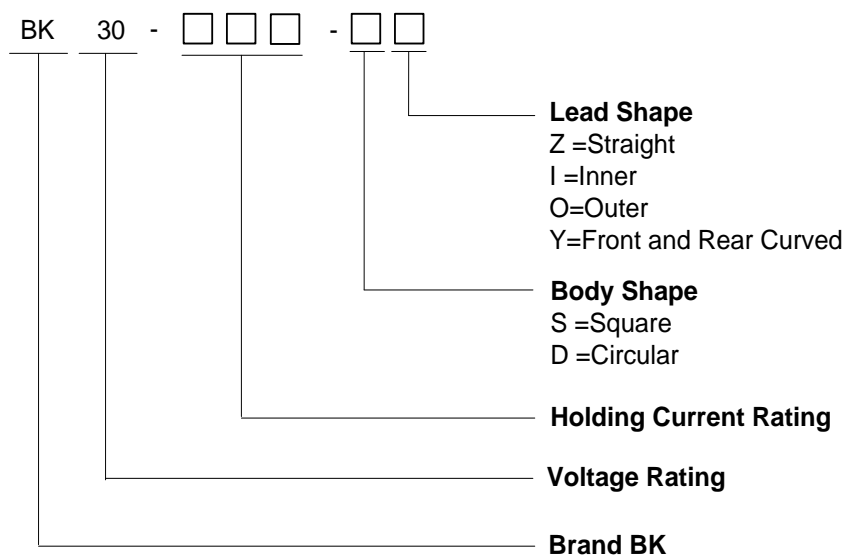 BK 30 - □ □ □ - □ □
Lead Shape
Z =Straight
I =Inner
O=Outer
Y=Front and Rear Curved
Body Shape
S =Square
D =Circular
Holding Current Rating
Voltage Rating
Brand BK